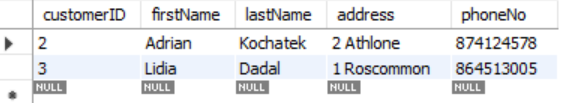 customerID firstName lastName address phoneNo
2 Adrian Kochatek 2 Athlone 874124578
3 Lidia Dadal 1 Roscommon 864513005
NULL NULL NULL NULL NULL